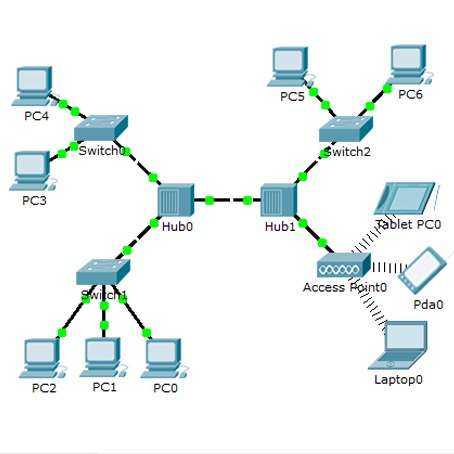 PC5
PC6
PC4
Switch0
Switch2
PC3
Tablet PC0
Hub0
Hub1
Access Point0
Switch1
Pda0
Laptop0
PC2
PC1
PC0